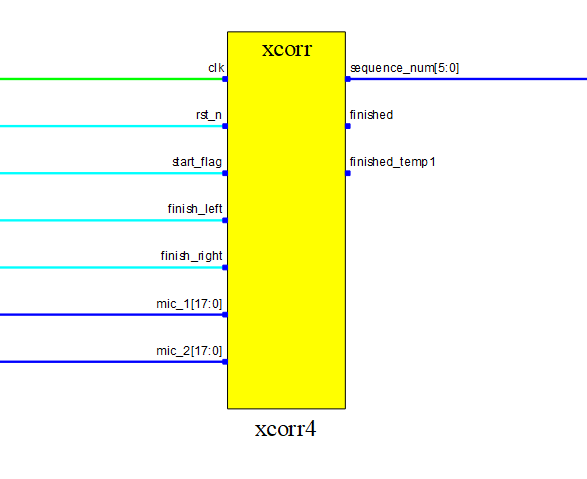 xcorr
clk
sequence_num[5:0]
rst_n
finished
start_flag
finished_temp1
finish_left
finish_right
mic_1[17:0]
mic_2[17:0]
xcorr4